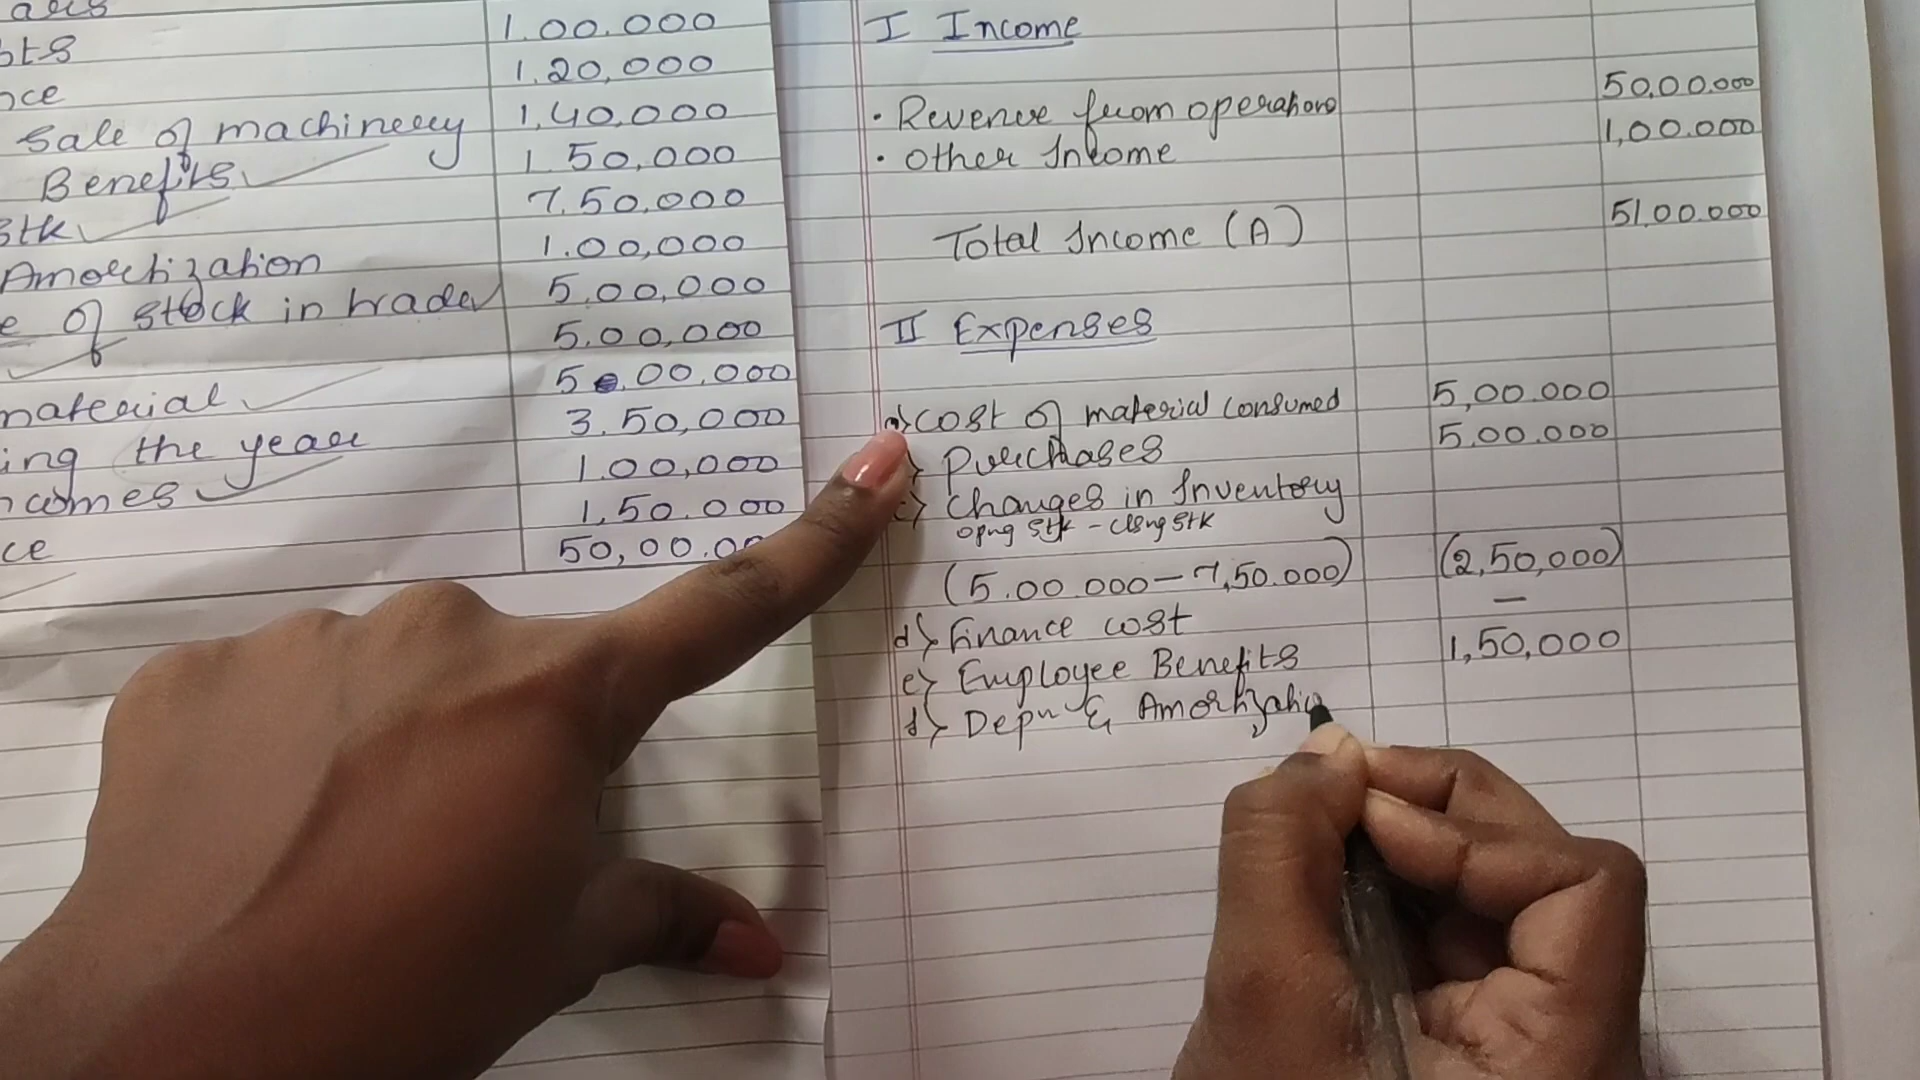 1.00.000
1.20,000
Sale of machinery 1,40,000
Benefits 1.50,000
Stk 7.50,000
Amortization 1.00,000
of stock in trade 5.00,000
5.00,000
material 5 .00.000
3.50,000
ing the year 1.00,000
1,50.000
ce 50,00.00
I Income
• Revenue from operations 50,00.000
• Other Income 1,00.000
Total Income (A) 51,00.000
II Expenses
a) Cost of material consumed 5,00.000
) Purchases 5.00.000
c) Changes in Inventory
opng stk - clsng stk
(5.00.000 - 7,50.000) (2,50,000)
d) Finance cost —
e) Employee Benefits 1,50,000
f) Depn & Amortizatio